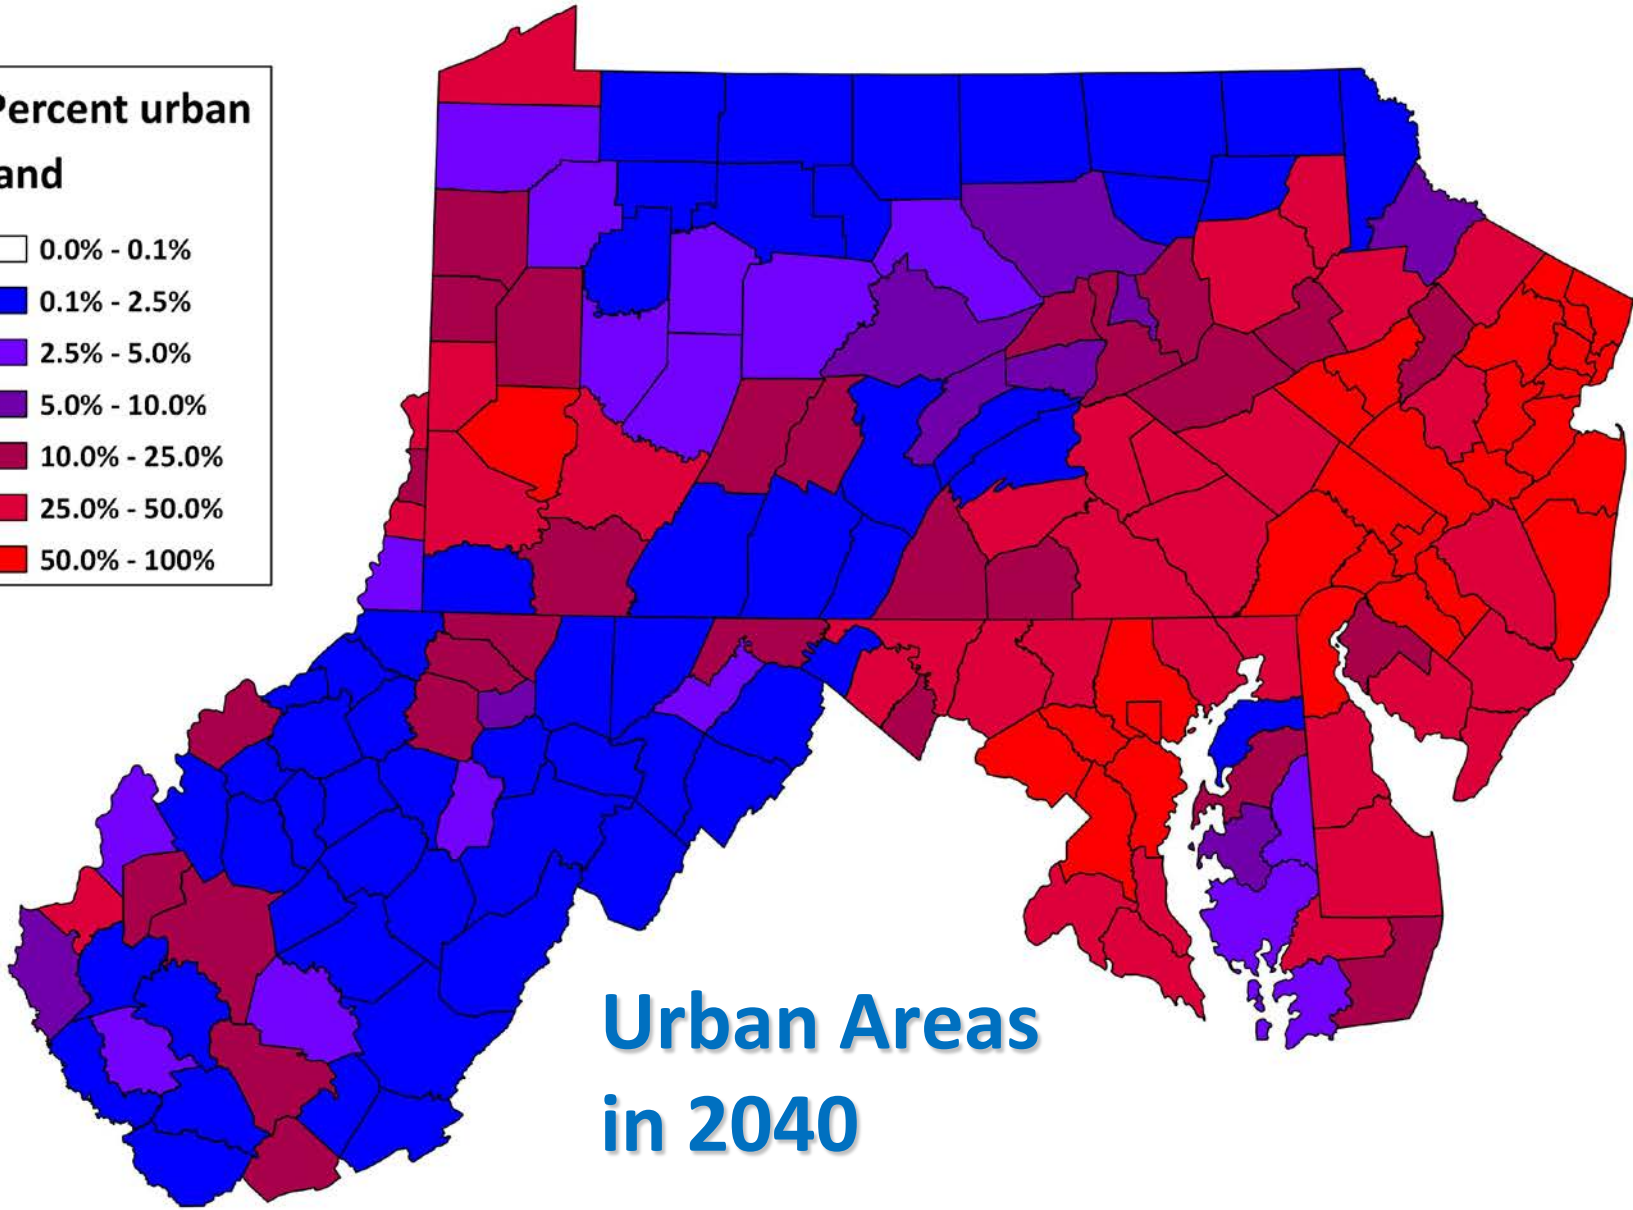 Percent urban
land
0.0% - 0.1%
0.1% - 2.5%
2.5% - 5.0%
5.0% - 10.0%
10.0% - 25.0%
25.0% - 50.0%
50.0% - 100%
Urban Areas
in 2040